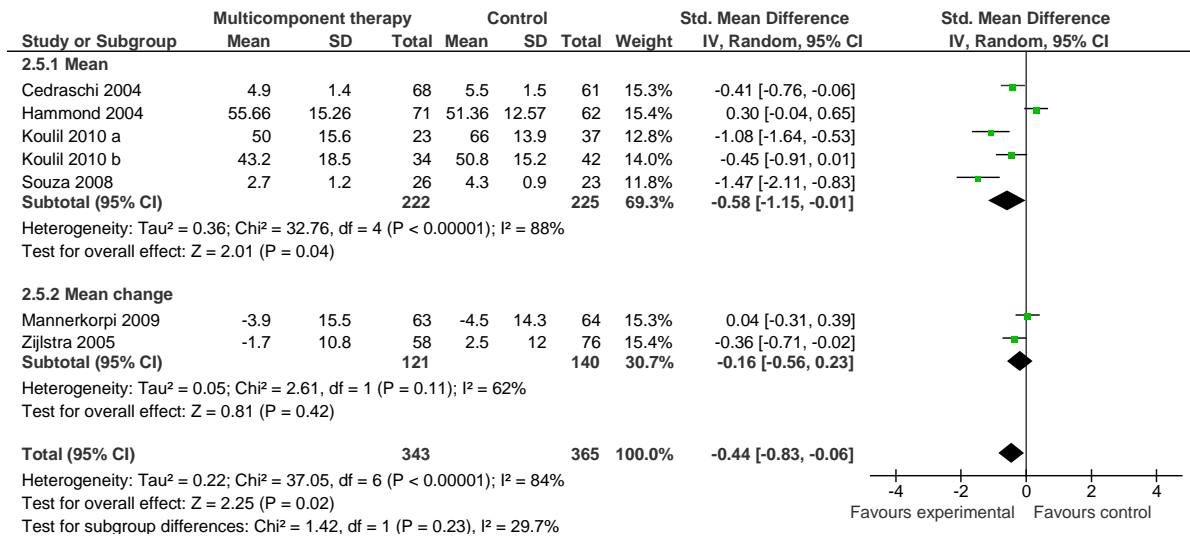 Multicomponent therapy Control Std. Mean Difference Std. Mean Difference
Study or Subgroup Mean SD Total Mean SD Total Weight IV, Random, 95% CI IV, Random, 95% CI
2.5.1 Mean
Cedraschi 2004 4.9 1.4 68 5.5 1.5 61 15.3% -0.41 [-0.76, -0.06]
Hammond 2004 55.66 15.26 71 51.36 12.57 62 15.4% 0.30 [-0.04, 0.65]
Koulil 2010 a 50 15.6 23 66 13.9 37 12.8% -1.08 [-1.64, -0.53]
Koulil 2010 b 43.2 18.5 34 50.8 15.2 42 14.0% -0.45 [-0.91, 0.01]
Souza 2008 2.7 1.2 26 4.3 0.9 23 11.8% -1.47 [-2.11, -0.83]
Subtotal (95% CI) 222 225 69.3% -0.58 [-1.15, -0.01]
Heterogeneity: Tau² = 0.36; Chi² = 32.76, df = 4 (P < 0.00001); I² = 88%
Test for overall effect: Z = 2.01 (P = 0.04)
2.5.2 Mean change
Mannerkorpi 2009 -3.9 15.5 63 -4.5 14.3 64 15.3% 0.04 [-0.31, 0.39]
Zijlstra 2005 -1.7 10.8 58 2.5 12 76 15.4% -0.36 [-0.71, -0.02]
Subtotal (95% CI) 121 140 30.7% -0.16 [-0.56, 0.23]
Heterogeneity: Tau² = 0.05; Chi² = 2.61, df = 1 (P = 0.11); I² = 62%
Test for overall effect: Z = 0.81 (P = 0.42)
Total (95% CI) 343 365 100.0% -0.44 [-0.83, -0.06]
Heterogeneity: Tau² = 0.22; Chi² = 37.05, df = 6 (P < 0.00001); I² = 84%
Test for overall effect: Z = 2.25 (P = 0.02)
Test for subgroup differences: Chi² = 1.42, df = 1 (P = 0.23), I² = 29.7%
-4 -2 0 2 4
Favours experimental Favours control